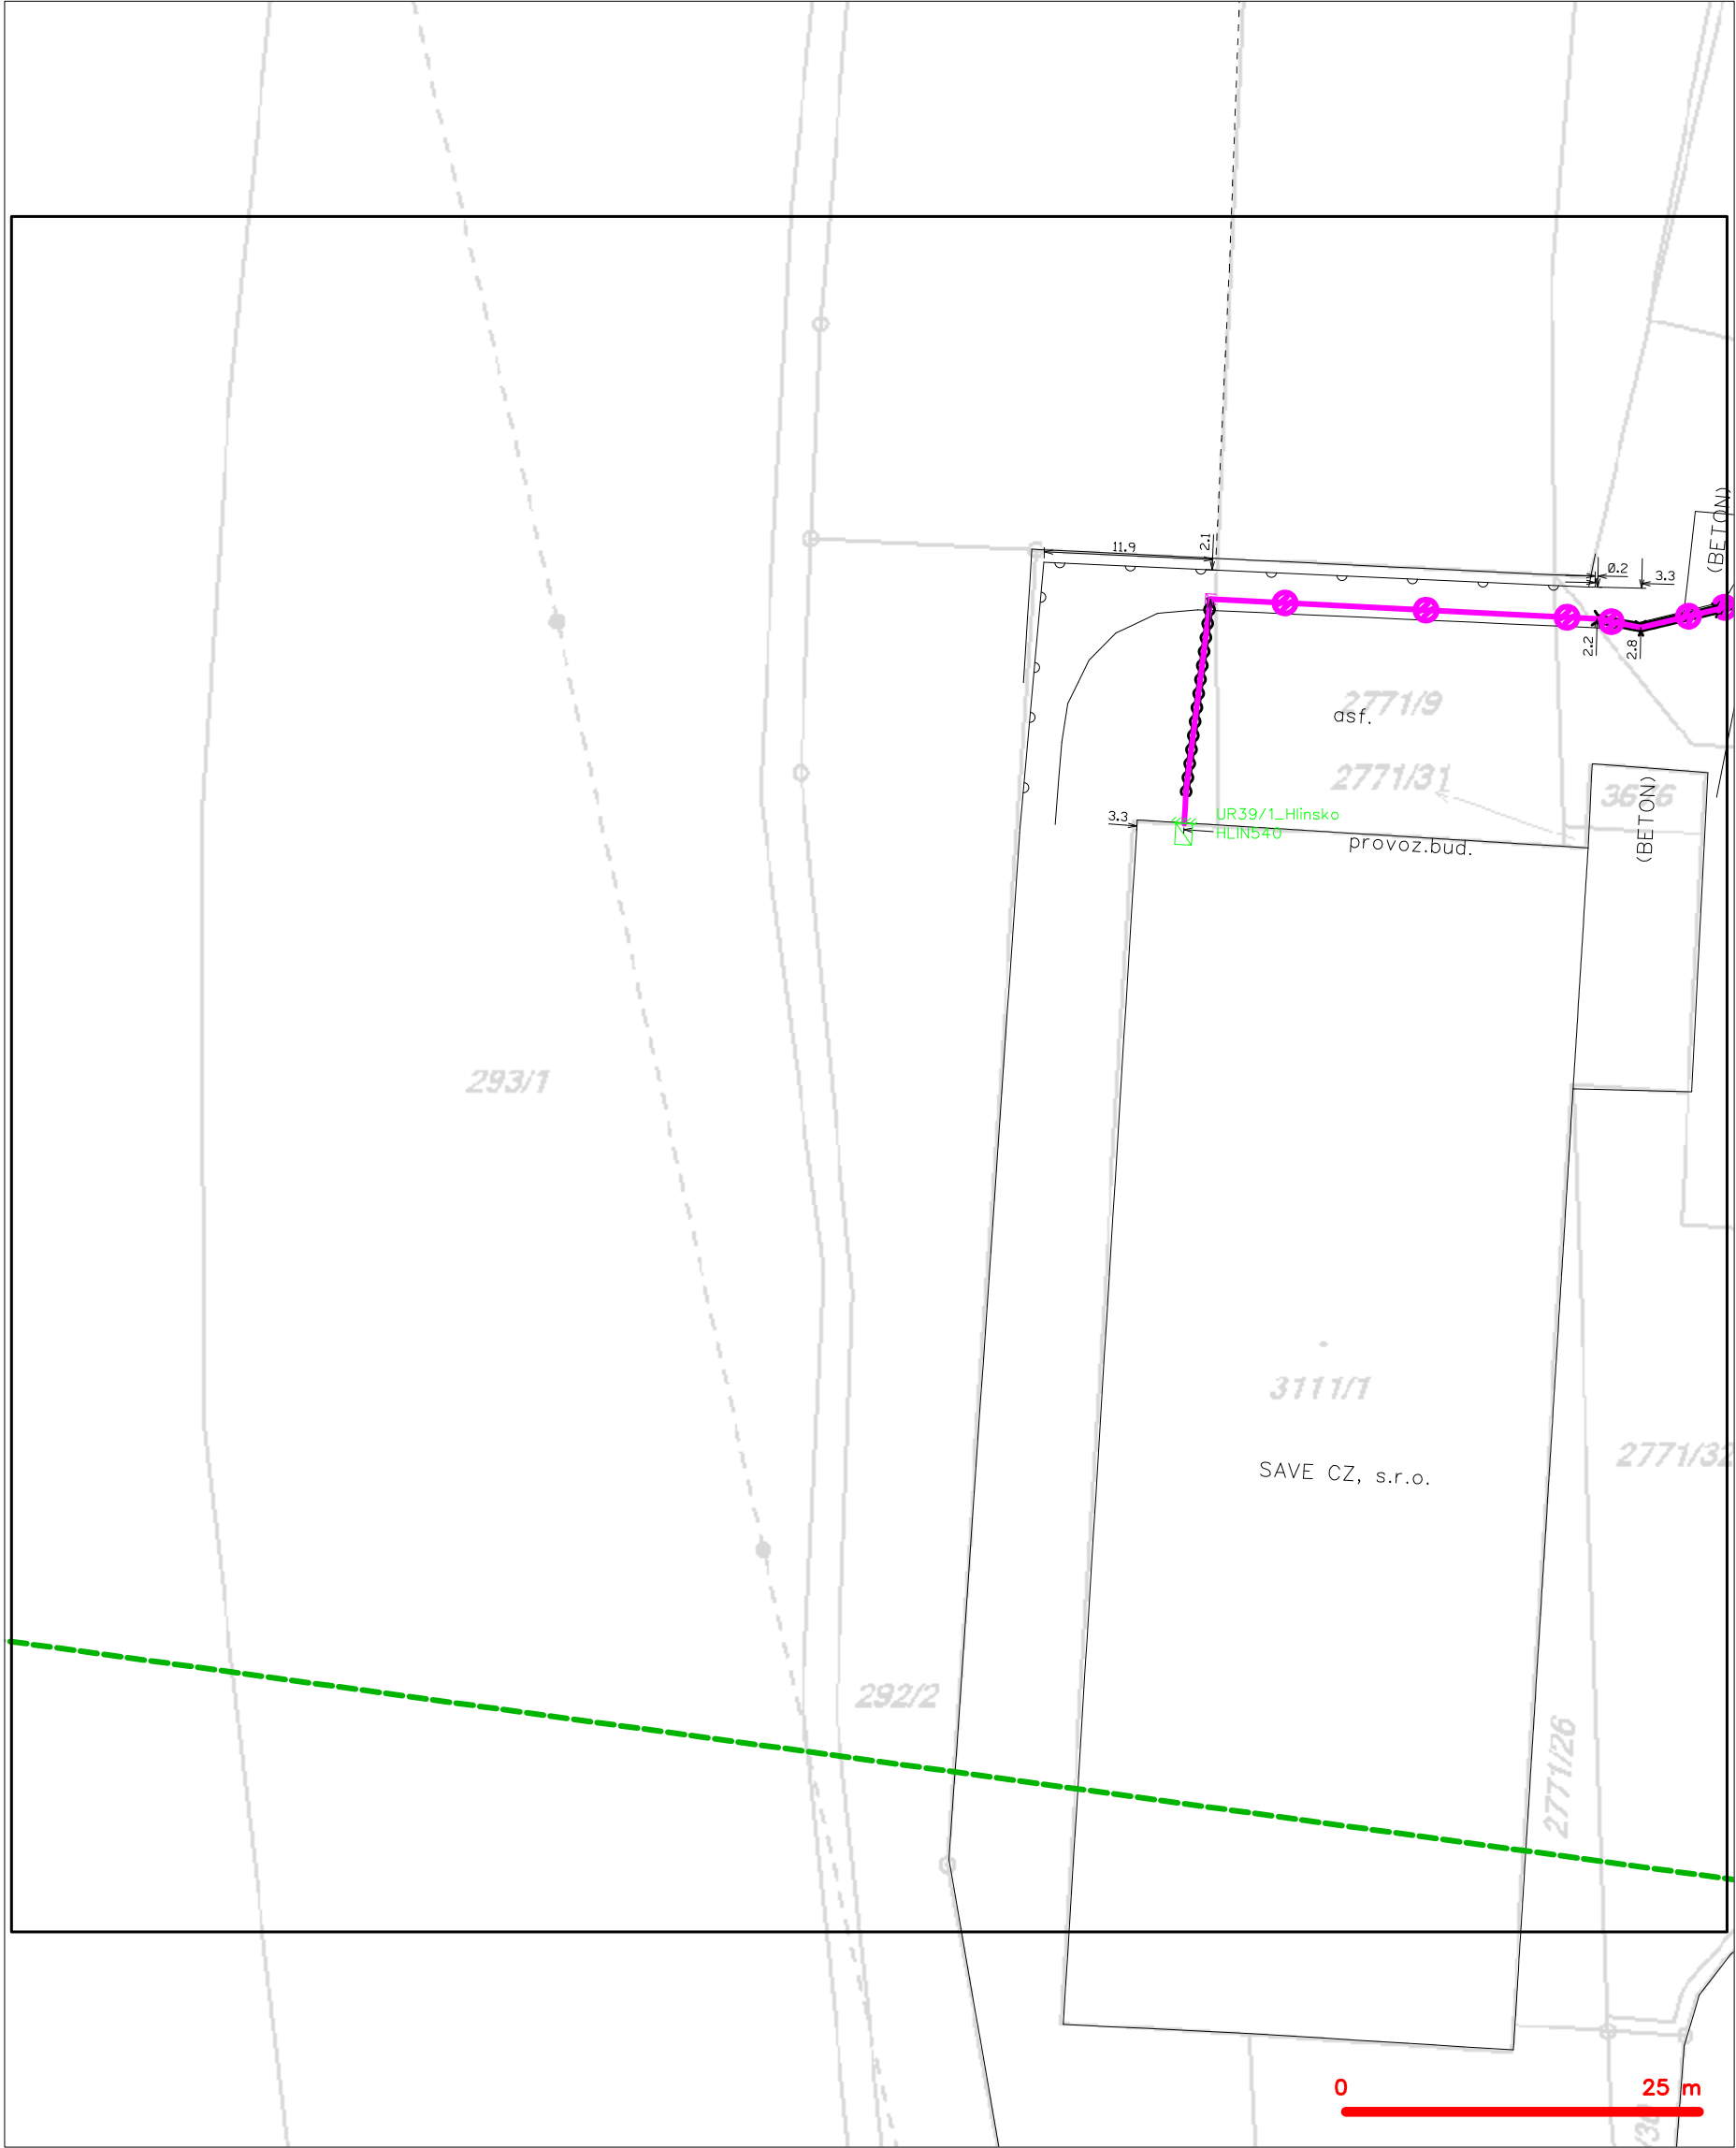 (BETON)
11.9
2.1
0.2
3.3
2.2
2.8
2771/9
asf.
2771/31
(BETON)
3.3
UR39/1_Hlinsko
HLIN540
provoz.bud.
293/1
3111/1
2771/32
SAVE CZ, s.r.o.
292/2
2771/26
0
25 m